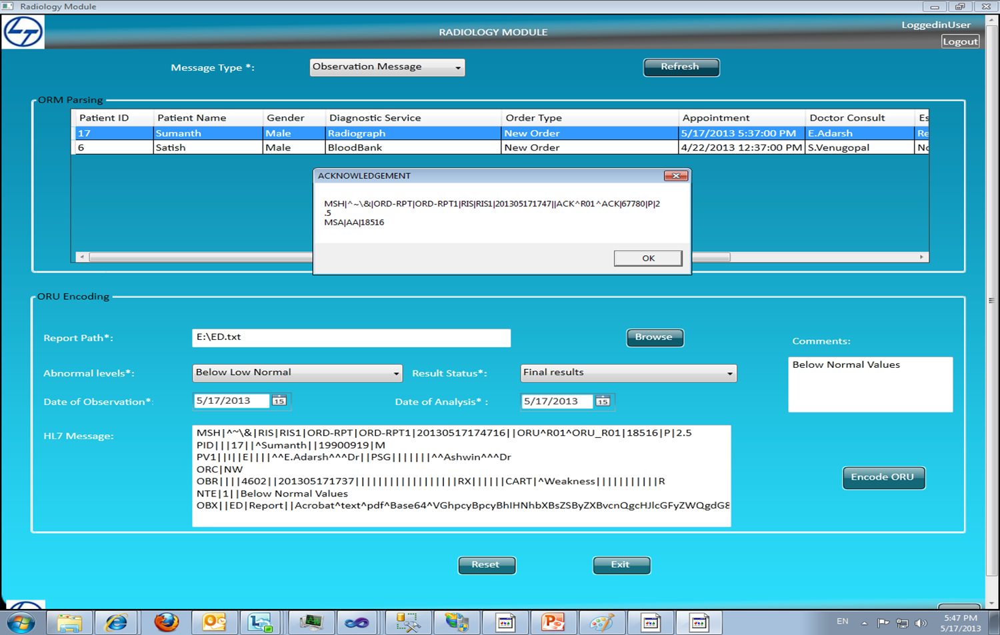 Radiology Module
LT
RADIOLOGY MODULE
LoggedinUser
Logout
Message Type *:
Observation Message
Refresh
ORM Parsing
Patient ID Patient Name Gender Diagnostic Service Order Type Appointment Doctor Consult Es
17 Sumanth Male Radiograph New Order 5/17/2013 5:37:00 PM E.Adarsh Re
6 Satish Male BloodBank New Order 4/22/2013 12:37:00 PM S.Venugopal No
ACKNOWLEDGEMENT
MSH|^~\&|ORD-RPT|ORD-RPT1|RIS|RIS1|201305171747||ACK^R01^ACK|67780|P|2
.5
MSA|AA|18516
OK
ORU Encoding
Report Path*:
E:\ED.txt
Browse
Comments:
Below Normal Values
Abnormal levels*:
Below Low Normal
Result Status*:
Final results
Date of Observation*:
5/17/2013
15
Date of Analysis* :
5/17/2013
15
HL7 Message:
MSH|^~\&|RIS|RIS1|ORD-RPT|ORD-RPT1|20130517174716||ORU^R01^ORU_R01|18516|P|2.5
PID|||17||^Sumanth||19900919|M
PV1||I||E||||^^E.Adarsh^^^Dr||PSG|||||||^^Ashwin^^^Dr
ORC|NW
OBR||||4602||201305171737||||||||||||||||||RX||||||CART|^Weakness|||||||||||R
NTE|1||Below Normal Values
OBX||ED|Report||Acrobat^text^pdf^Base64^VGhpcyBpcyBhIHNhbXBsZSByZXBvcnQgcHJlcGFyZWQgdG8
Encode ORU
Reset
Exit
EN
5:47 PM
5/17/2013